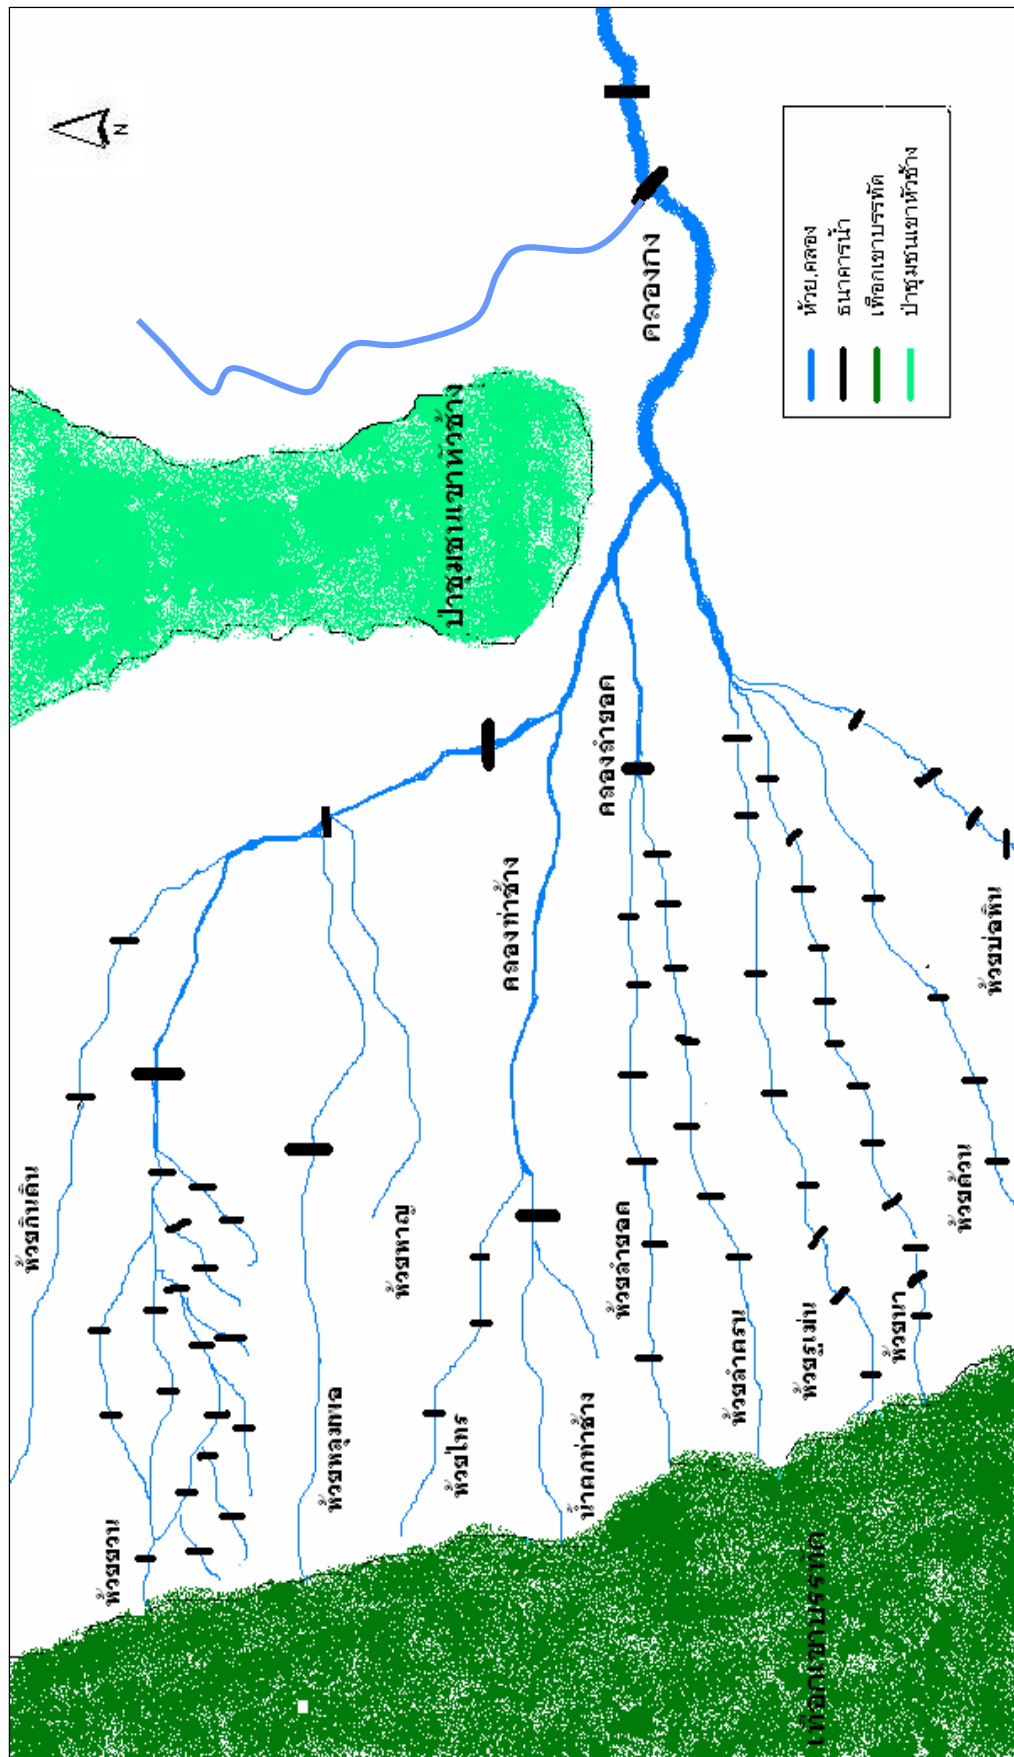 N
ห้วย,คลอง
ธนาคารน้ำ
เทือกเขาบรรทัด
ป่าชุมชนเขาหัวช้าง
คลองกง
ป่าชุมชนเขาหัวช้าง
คลองลำยอด
คลองท่าช้าง
ห้วยบ่อหิน
ห้วยกินดิน
ห้วยหาญ
ห้วยลำยอด
ห้วยด้วน
ห้วยยวน
ห้วยหลุมพอ
ห้วยไทร
น้ำตกท่าช้าง
ห้วยลำคราม
ห้วยรูเม่น
ห้วยนา
เทือกเขาบรรทัด